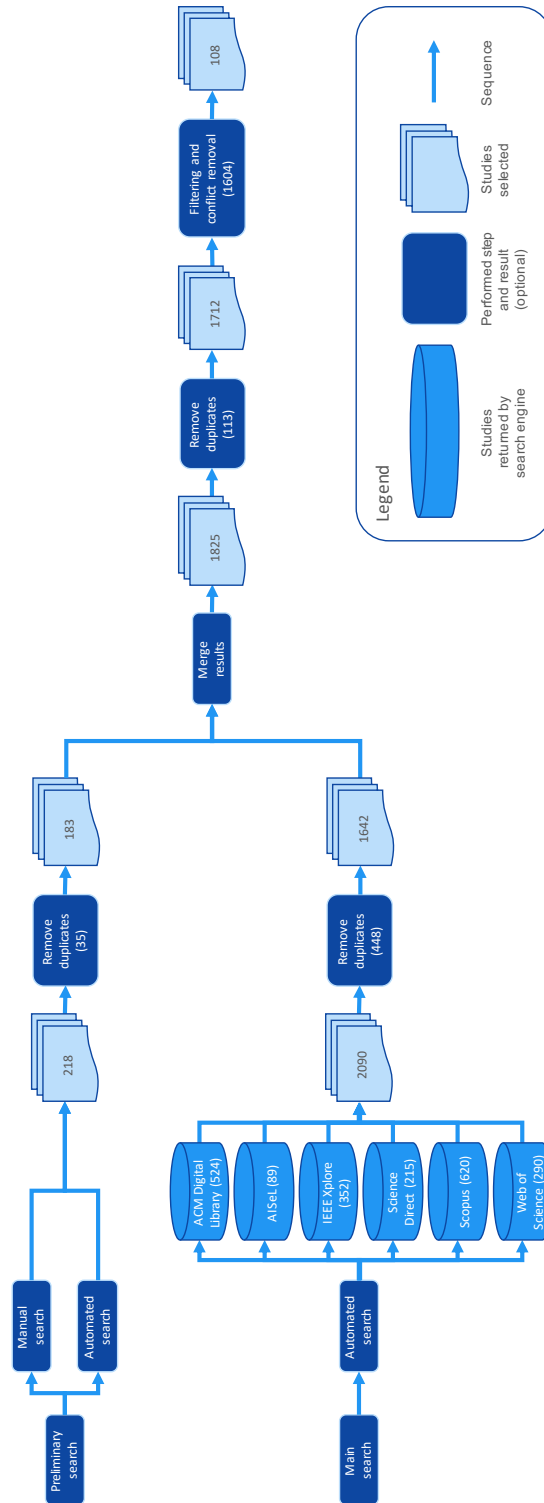 Preliminary
search
Manual
search
Automated
search
218
Remove
duplicates
(35)
183
Main
search
Automated
search
ACM Digital
Library (524)
AISeL (89)
IEEE Xplore
(352)
Science
Direct (215)
Scopus (620)
Web of
Science (290)
2090
Remove
duplicates
(448)
1642
Merge
results
1825
Remove
duplicates
(113)
1712
Filtering and
conflict removal
(1604)
108
Legend
Studies
returned by
search engine
Performed step
and result
(optional)
Studies
selected
Sequence